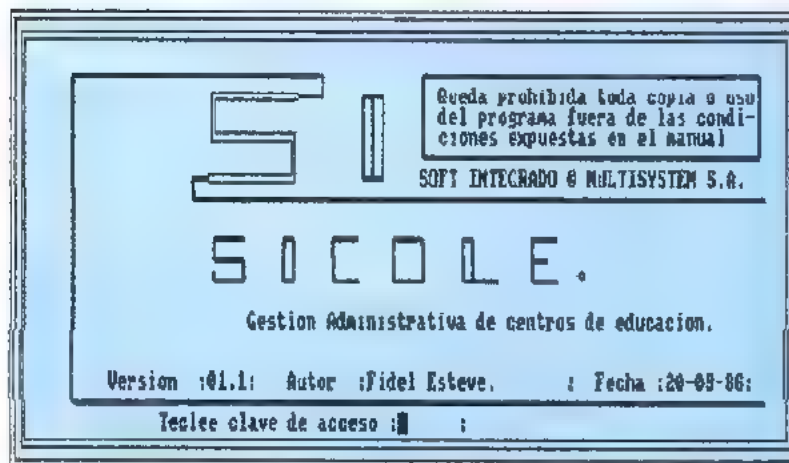 SI
Queda prohibida toda copia o uso
del programa fuera de las condi-
ciones expuestas en el manual
SOFT INTEGRADO @ MULTISYSTEM S.A.
SICOLE.
Gestion Administrativa de centros de educacion.
Version :01.1: Autor :Fidel Esteve. : Fecha :20-09-86:
Teclee clave de acceso : :